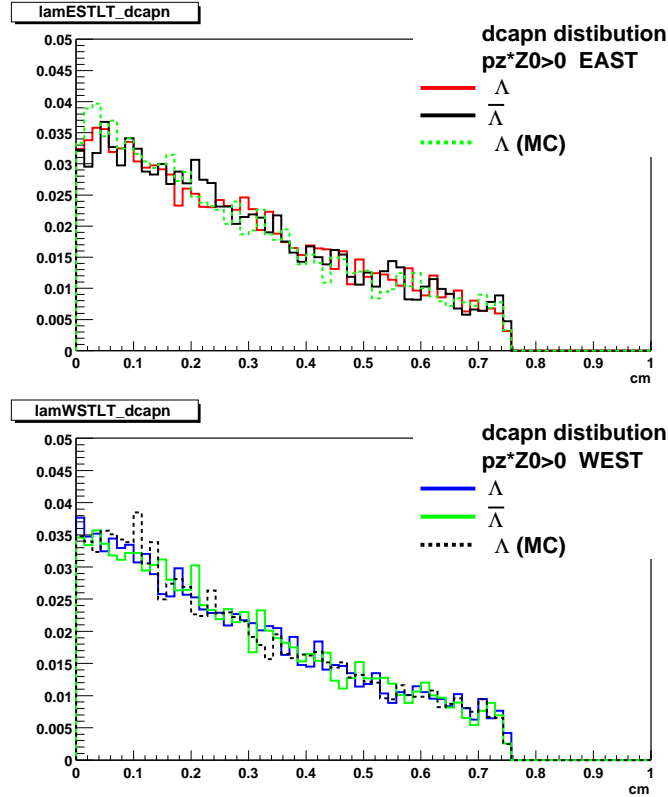 lamESTLT_dcapn
dcapn distibution
pz*Z0>0 EAST
Λ
Λ̅
Λ (MC)
0.05
0.045
0.04
0.035
0.03
0.025
0.02
0.015
0.01
0.005
0
0 0.1 0.2 0.3 0.4 0.5 0.6 0.7 0.8 0.9 1
cm
lamWSTLT_dcapn
dcapn distibution
pz*Z0>0 WEST
Λ
Λ̅
Λ (MC)
0.05
0.045
0.04
0.035
0.03
0.025
0.02
0.015
0.01
0.005
0
0 0.1 0.2 0.3 0.4 0.5 0.6 0.7 0.8 0.9 1
cm